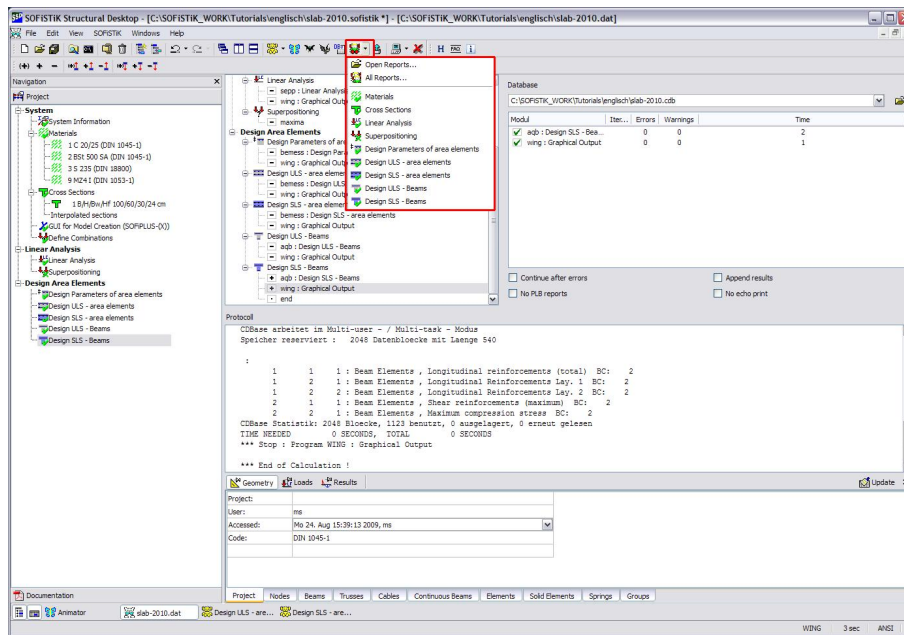 SOFiSTiK Structural Desktop - [C:\SOFiSTiK_WORK\Tutorials\englisch\slab-2010.sofistik *] - [C:\SOFiSTiK_WORK\Tutorials\englisch\slab-2010.dat]
File Edit View SOFiSTiK Windows Help
H FAQ
Navigation
Project
System
System Information
Materials
1 C 20/25 (DIN 1045-1)
2 BSt 500 SA (DIN 1045-1)
3 S 235 (DIN 18800)
9 MZ4 I (DIN 1053-1)
Cross Sections
1 B/H/Bw/Hf 100/60/30/24 cm
Interpolated sections
GUI for Model Creation (SOFiPLUS-(X))
Define Combinations
Linear Analysis
Linear Analysis
Superpositioning
Design Area Elements
Design Parameters of area elements
Design ULS - area elements
Design SLS - area elements
Design ULS - Beams
Design SLS - Beams
Documentation
Linear Analysis
sepp : Linear Analysis
wing : Graphical Out
Superpositioning
maxima
Design Area Elements
Design Parameters of ar
bemess : Design Para
wing : Graphical Out
Design ULS - area elemen
bemess : Design ULS
wing : Graphical Outp
Design SLS - area elemen
bemess : Design SLS - area elements
wing : Graphical Output
Design ULS - Beams
aqb : Design ULS - Beams
wing : Graphical Output
Design SLS - Beams
aqb : Design SLS - Beams
wing : Graphical Output
end
Open Reports...
All Reports...
Materials
Cross Sections
Linear Analysis
Superpositioning
Design Parameters of area elements
Design ULS - area elements
Design SLS - area elements
Design ULS - Beams
Design SLS - Beams
Database
C:\SOFiSTiK_WORK\Tutorials\englisch\slab-2010.cdb
Modul Iter... Errors Warnings Time
aqb : Design SLS - Bea... 0 0 2
wing : Graphical Output 0 0 1
Continue after errors Append results
No PLB reports No echo print
Protocoll
CDBase arbeitet im Multi-user - / Multi-task - Modus
Speicher reserviert : 2048 Datenbloecke mit Laenge 540
:
1 1 1 : Beam Elements , Longitudinal reinforcements (total) BC: 2
1 2 1 : Beam Elements , Longitudinal Reinforcements Lay. 1 BC: 2
1 2 2 : Beam Elements , Longitudinal Reinforcements Lay. 2 BC: 2
2 1 1 : Beam Elements , Shear reinforcements (maximum) BC: 2
2 2 1 : Beam Elements , Maximum compression stress BC: 2
CDBase Statistik: 2048 Bloecke, 1123 benutzt, 0 ausgelagert, 0 erneut gelesen
TIME NEEDED 0 SECONDS, TOTAL 0 SECONDS
*** Stop : Program WING : Graphical Output
*** End of Calculation !
Geometry Loads Results Update
Project:
User: ms
Accessed: Mo 24. Aug 15:39:13 2009, ms
Code: DIN 1045-1
Project Nodes Beams Trusses Cables Continuous Beams Elements Solid Elements Springs Groups
Animator slab-2010.dat Design ULS - are... Design SLS - are...
WING 3 sec ANSI